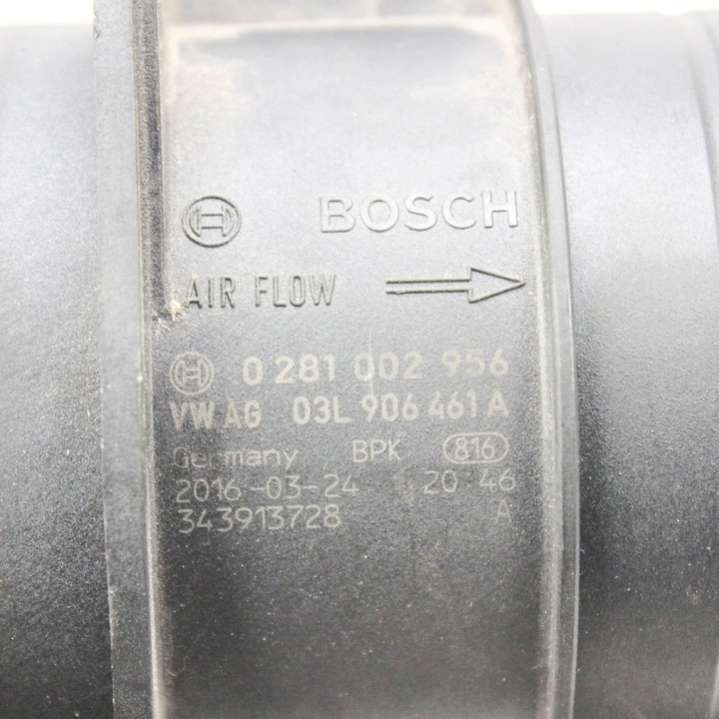 BOSCH
AIR FLOW
0 281 002 956
VW AG 03L 906 461 A
Germany BPK 816
2016-03-24 20 46
343913728 A